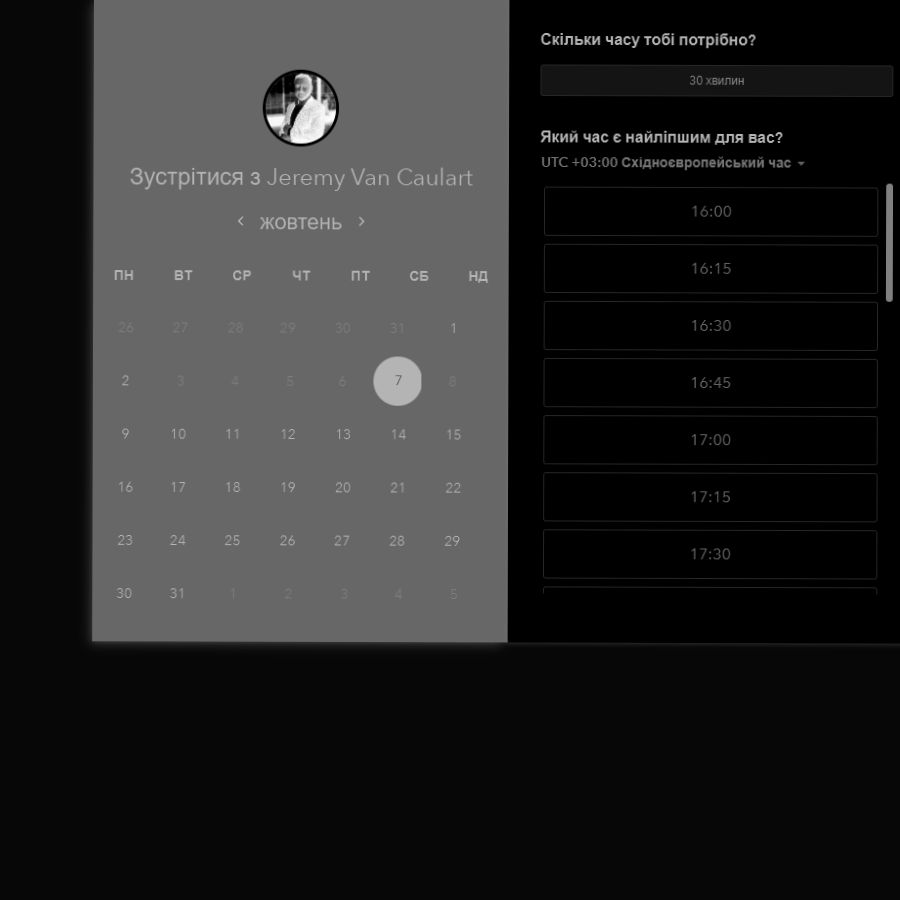 Зустрітися з Jeremy Van Caulart
жовтень
ПН ВТ СР ЧТ ПТ СБ НД
26 27 28 29 30 31 1
2 3 4 5 6 7 8
9 10 11 12 13 14 15
16 17 18 19 20 21 22
23 24 25 26 27 28 29
30 31 1 2 3 4 5
Скільки часу тобі потрібно?
30 хвилин
Який час є найліпшим для вас?
UTC +03:00 Східноєвропейський час
16:00
16:15
16:30
16:45
17:00
17:15
17:30